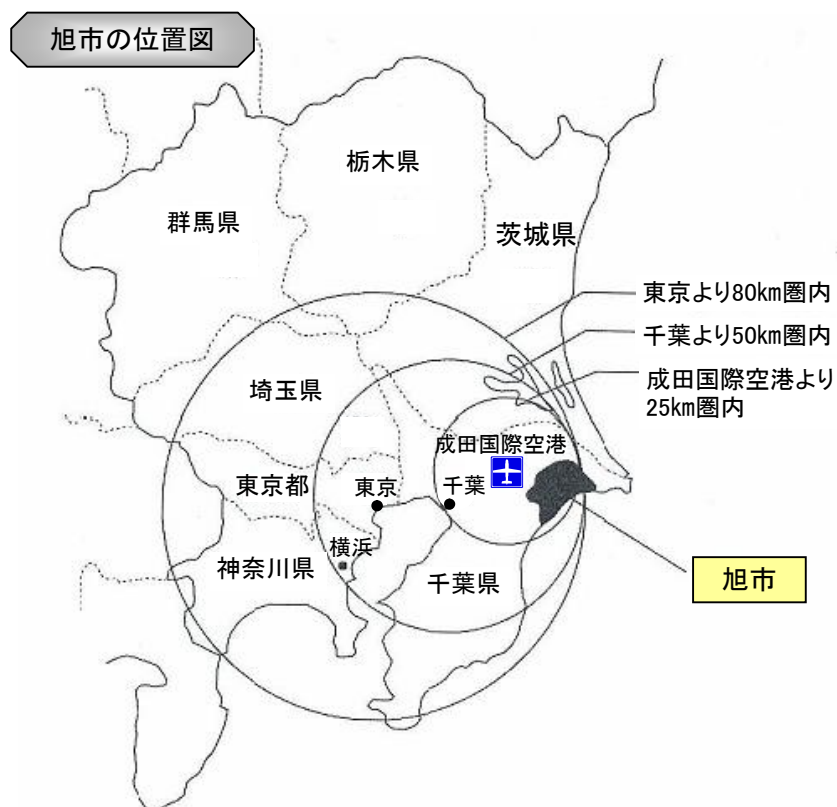 旭市の位置図
栃木県
群馬県
茨城県
東京より80km圏内
千葉より50km圏内
成田国際空港より
25km圏内
埼玉県
成田国際空港
東京都
東京
千葉
横浜
神奈川県
千葉県
旭市